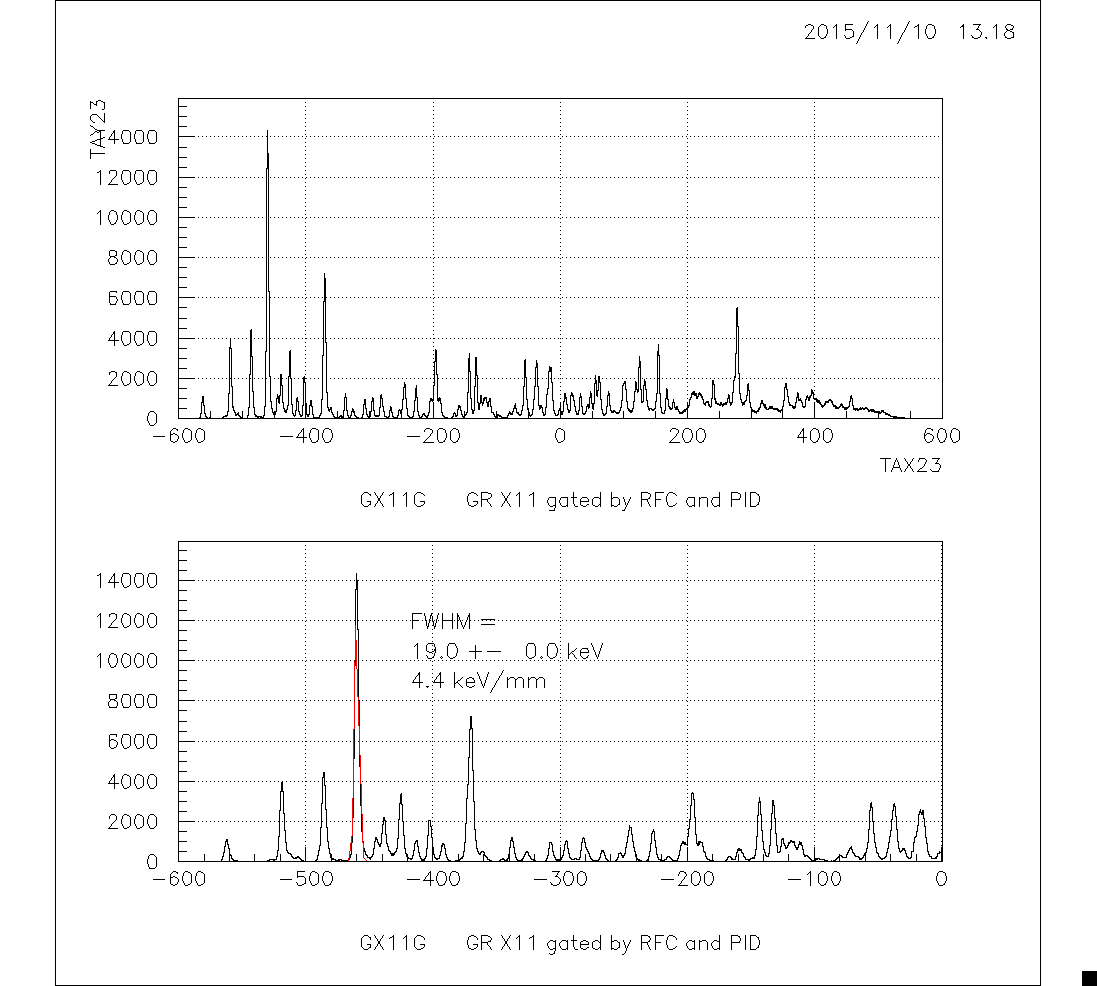 2015/11/10 13.18
TAY23
14000
12000
10000
8000
6000
4000
2000
0
−600 −400 −200 0 200 400 600
TAX23
GX11G GR X11 gated by RFC and PID
14000
12000
10000
8000
6000
4000
2000
0
FWHM =
19.0 +− 0.0 keV
4.4 keV/mm
−600 −500 −400 −300 −200 −100 0
GX11G GR X11 gated by RFC and PID